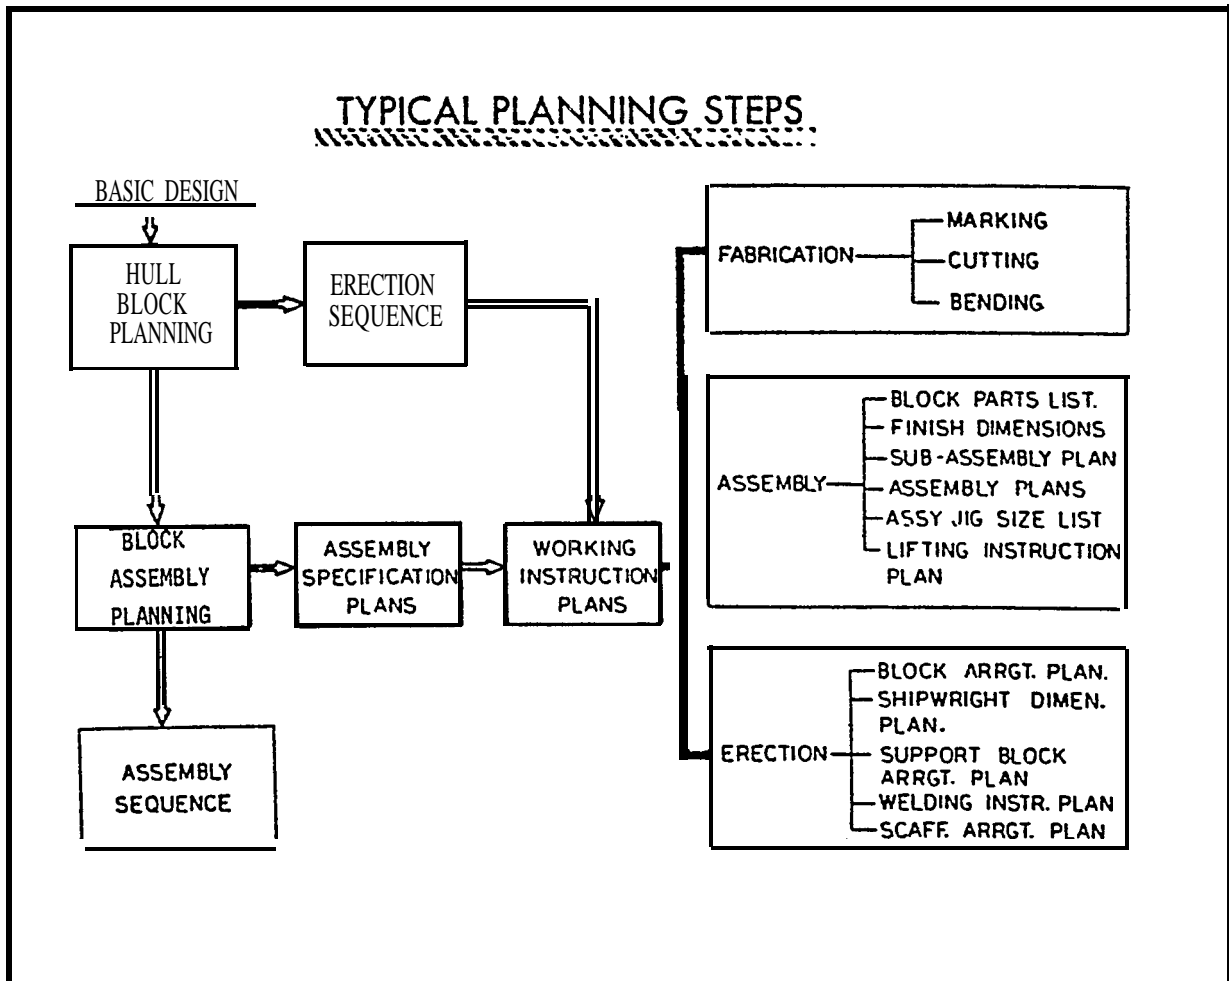 TYPICAL PLANNING STEPS
BASIC DESIGN
HULL
BLOCK
PLANNING
ERECTION
SEQUENCE
BLOCK
ASSEMBLY
PLANNING
ASSEMBLY
SPECIFICATION
PLANS
WORKING
INSTRUCTION
PLANS
ASSEMBLY
SEQUENCE
FABRICATION
MARKING
CUTTING
BENDING
ASSEMBLY
BLOCK PARTS LIST.
FINISH DIMENSIONS
SUB-ASSEMBLY PLAN
ASSEMBLY PLANS
ASSY JIG SIZE LIST
LIFTING INSTRUCTION
PLAN
ERECTION
BLOCK ARRGT. PLAN.
SHIPWRIGHT DIMEN.
PLAN.
SUPPORT BLOCK
ARRGT. PLAN
WELDING INSTR. PLAN
SCAFF. ARRGT. PLAN